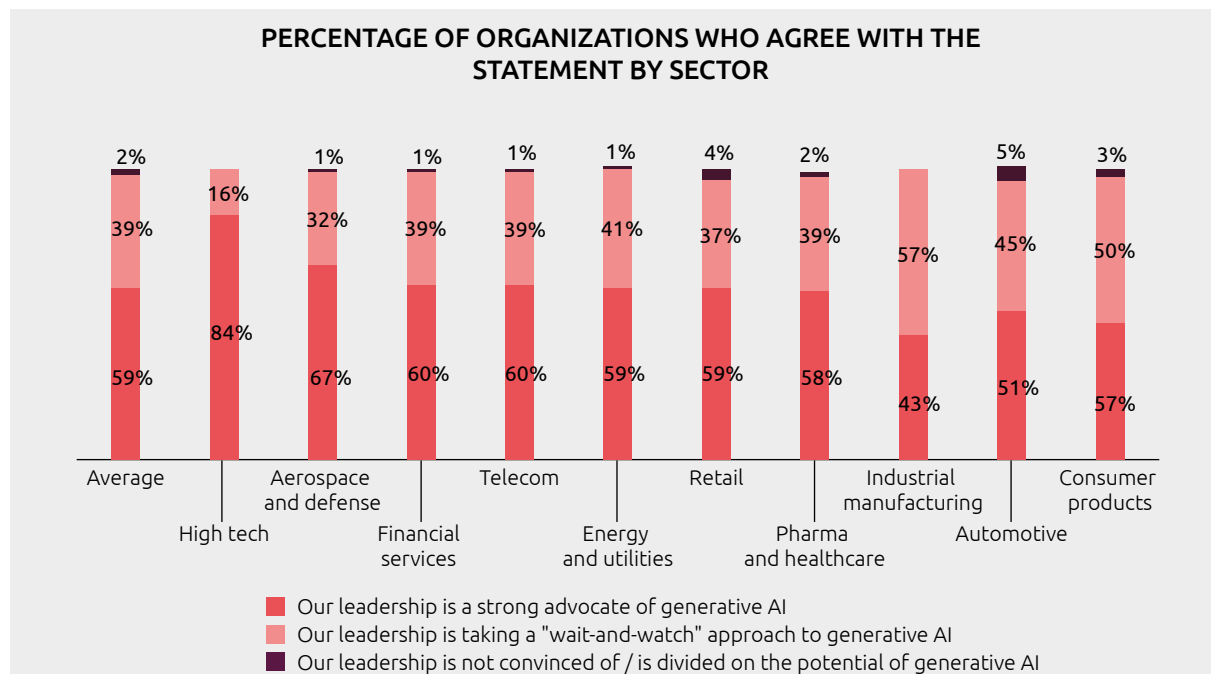 PERCENTAGE OF ORGANIZATIONS WHO AGREE WITH THE
STATEMENT BY SECTOR
2%
1%
1%
1%
1%
4%
2%
5%
3%
16%
39%
32%
39%
39%
41%
37%
39%
57%
45%
50%
84%
59%
67%
60%
60%
59%
59%
58%
43%
51%
57%
Average
Aerospace
and defense
Telecom
Retail
Industrial
manufacturing
Consumer
products
High tech
Financial
services
Energy
and utilities
Pharma
and healthcare
Automotive
Our leadership is a strong advocate of generative AI
Our leadership is taking a "wait-and-watch" approach to generative AI
Our leadership is not convinced of / is divided on the potential of generative AI